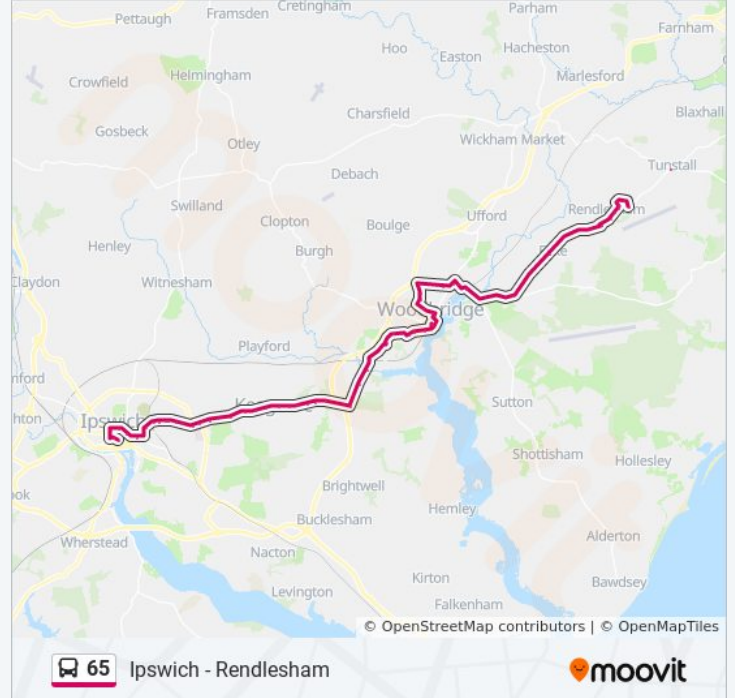 Cretingham
Parham
Pettaugh
Framsden
Farnham
Hoo
Hacheston
Easton
Marlesford
Crowfield
Helmingham
Charsfield
Blaxhall
Gosbeck
Otley
Wickham Market
Debach
Tunstall
Swilland
Clopton
Boulge
Ufford
Henley
Burgh
Claydon
Witnesham
Playford
Ipswich
Sutton
Shottisham
Hollesley
Brightwell
Hemley
Bucklesham
Alderton
Wherstead
Nacton
Kirton
Bawdsey
Levington
Falkenham
© OpenStreetMap contributors | © OpenMapTiles
65 Ipswich - Rendlesham
moovit